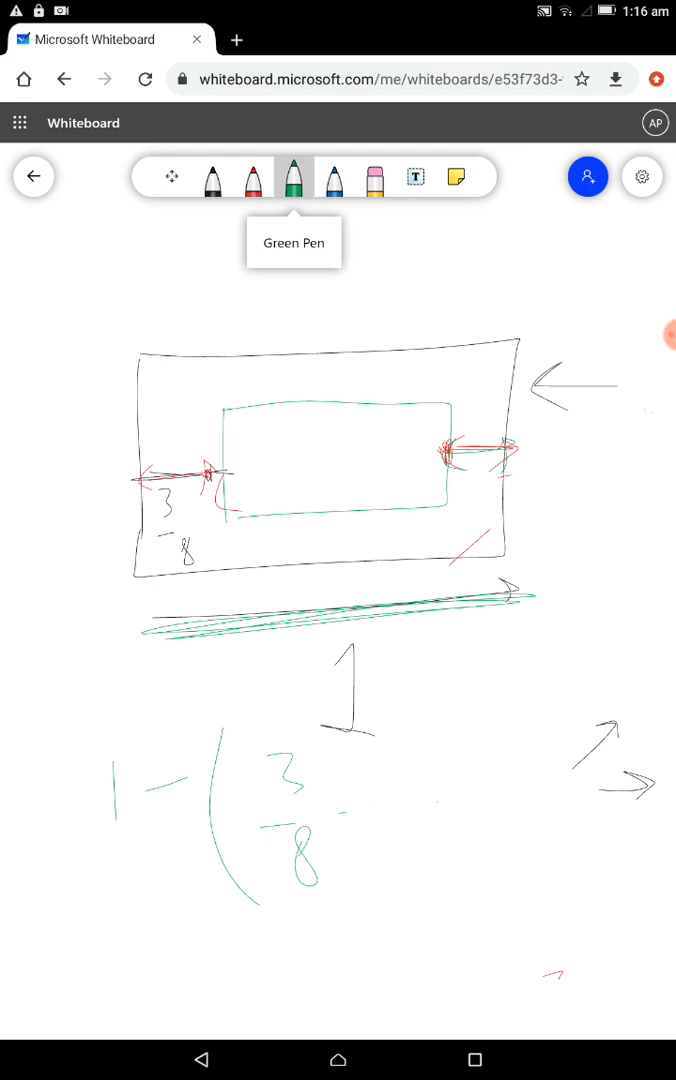 1:16 am
Microsoft Whiteboard
whiteboard.microsoft.com/me/whiteboards/e53f73d3-
Whiteboard
AP
T
Green Pen
3
8
1
1 - ( 3
8